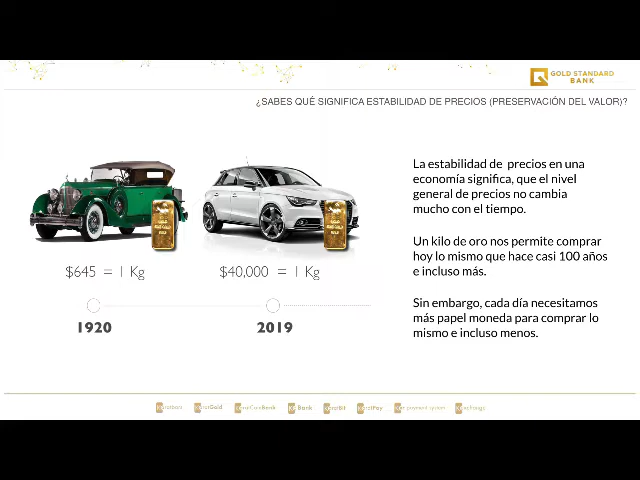 GOLD STANDARD
BANK
¿SABES QUÉ SIGNIFICA ESTABILIDAD DE PRECIOS (PRESERVACIÓN DEL VALOR)?
La estabilidad de precios en una
economía significa, que el nivel
general de precios no cambia
mucho con el tiempo.
Un kilo de oro nos permite comprar
hoy lo mismo que hace casi 100 años
e incluso más.
Sin embargo, cada día necesitamos
más papel moneda para comprar lo
mismo e incluso menos.
$645 = 1 Kg
$40,000 = 1 Kg
1920
2019